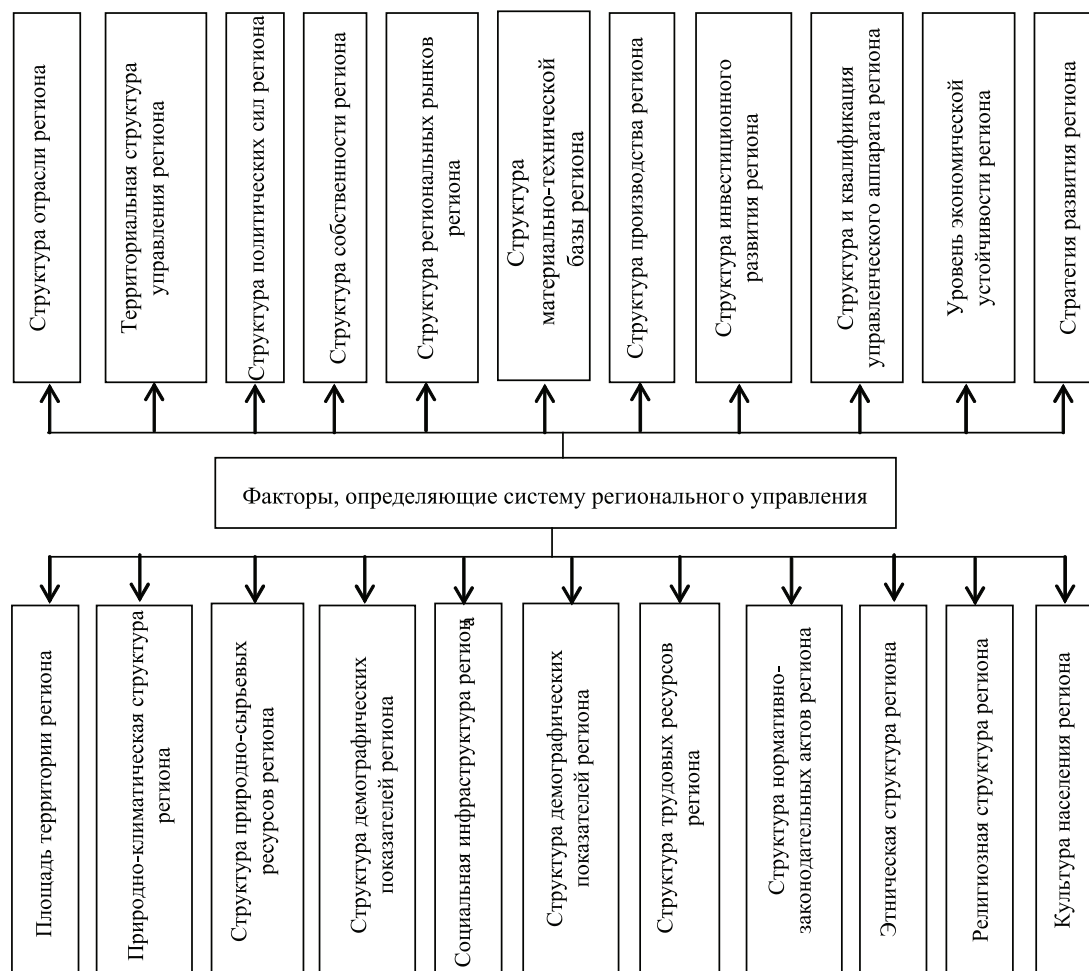 Структура отрасли региона
Территориальная структура
управления региона
Структура политических сил региона
Структура собственности региона
Структура региональных рынков
региона
Структура
материально-технической
базы региона
Структура производства региона
Структура инвестиционного
развития региона
Структура и квалификация
управленческого аппарата региона
Уровень экономической
устойчивости региона
Стратегия развития региона
Факторы, определяющие систему регионального управления
Площадь территории региона
Природно-климатическая структура
региона
Структура природно-сырьевых
ресурсов региона
Структура демографических
показателей региона
Социальная инфраструктура региона
Структура демографических
показателей региона
Структура трудовых ресурсов
региона
Структура нормативно-
законодательных актов региона
Этническая структура региона
Религиозная структура региона
Культура населения региона